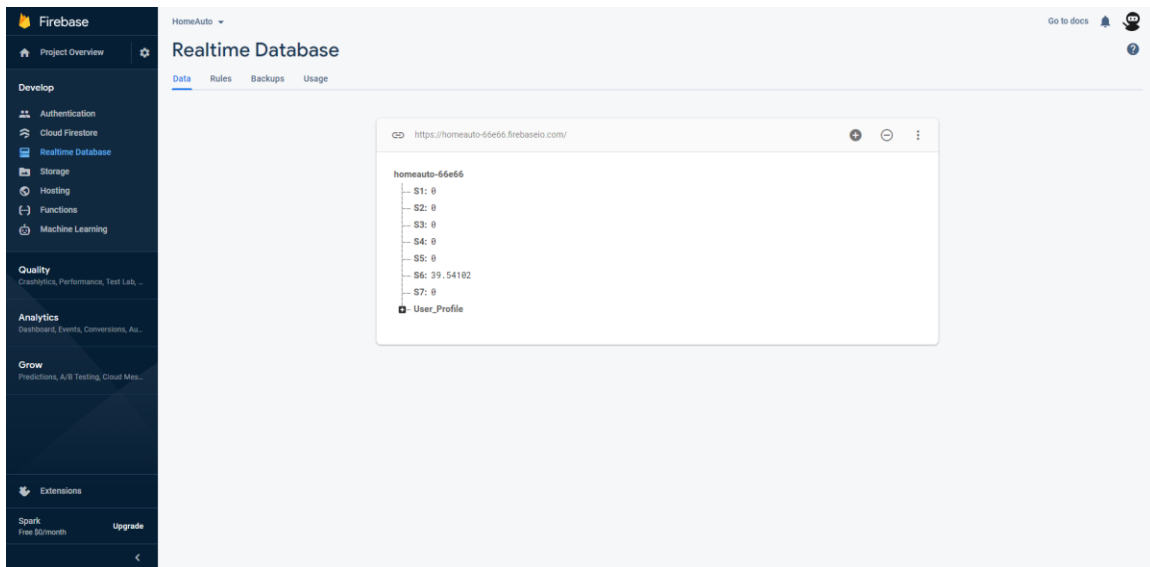 Firebase
Project Overview
Develop
Authentication
Cloud Firestore
Realtime Database
Storage
Hosting
Functions
Machine Learning
Quality
Crashlytics, Performance, Test Lab, ...
Analytics
Dashboard, Events, Conversions, Au...
Grow
Predictions, A/B Testing, Cloud Mes...
Extensions
Spark
Free $0/month
Upgrade
HomeAuto
Go to docs
Realtime Database
Data Rules Backups Usage
https://homeauto-66e66.firebaseio.com/
homeauto-66e66
S1: 0
S2: 0
S3: 0
S4: 0
S5: 0
S6: 39.54102
S7: 0
User_Profile